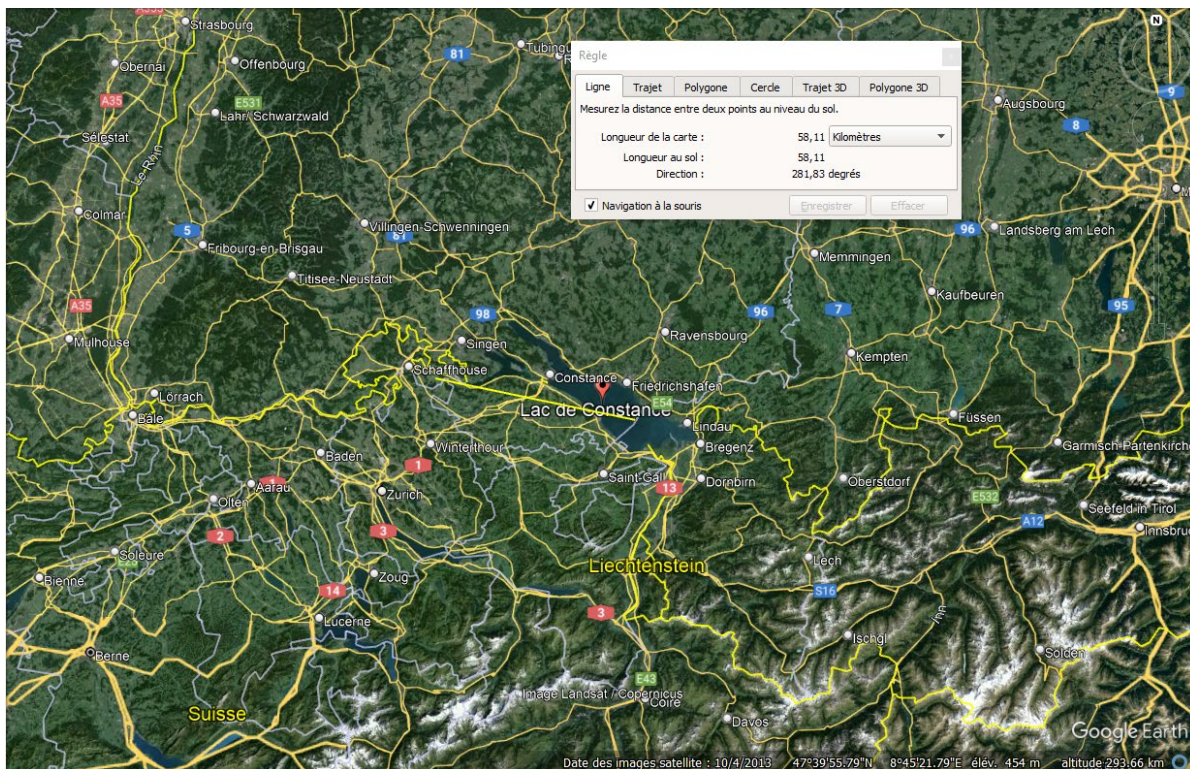 Strasbourg
Obernai
Offenbourg
81
Règle
Ligne
Trajet
Polygone
Cercle
Trajet 3D
Polygone 3D
Mesurez la distance entre deux points au niveau du sol.
Longueur de la carte : 58,11 Kilomètres
Longueur au sol : 58,11
Direction : 281,83 degrés
Navigation à la souris
Enregistrer
Effacer
N
9
A35
E531
Lahr/ Schwarzwald
Augsbourg
8
Sélestat
Le Rhin
Colmar
5
Fribourg-en-Brisgau
Villingen-Schwenningen
81
96
Landsberg am Lech
Titisee-Neustadt
Memmingen
Kaufbeuren
A35
98
96
7
95
Mulhouse
Singen
Ravensbourg
Kempten
Schaffhouse
Constance
Friedrichshafen
Lörrach
E54
Lac de Constance
Bâle
Lindau
Füssen
Winterthour
Bregenz
Garmisch-Partenkirche
Baden
1
Saint-Gall
Dornbirn
Oberstdorf
Aarau
1
Zurich
13
E532
Olten
Seefeld in Tirol
A12
2
3
Innsbruc
Soleure
Liechtenstein
Lech
Bienne
Zoug
14
S16
Lucerne
3
Inn
Ischgl
Berne
Sölden
E43
Image Landsat / Copernicus
Coire
Suisse
Davos
Google Earth
Date des images satellite : 10/4/2013 47°39'55.79"N 8°45'21.79"E élév. 454 m altitude 293.66 km